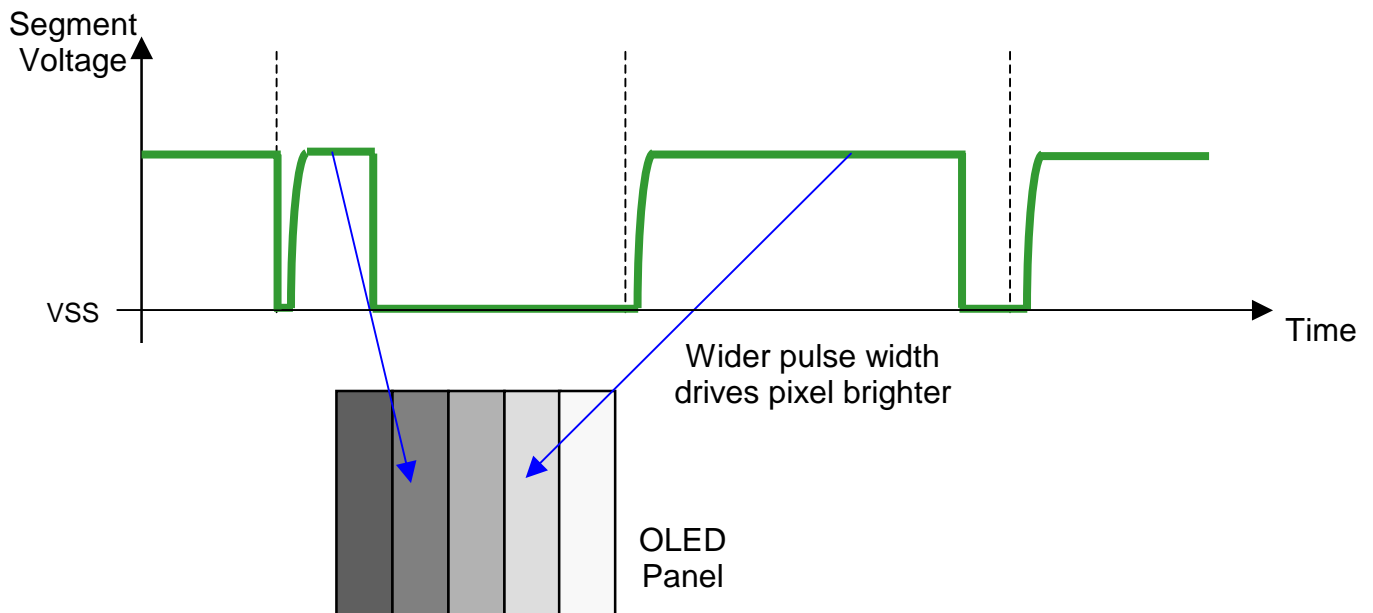 Segment
Voltage
VSS
Time
Wider pulse width
drives pixel brighter
OLED
Panel